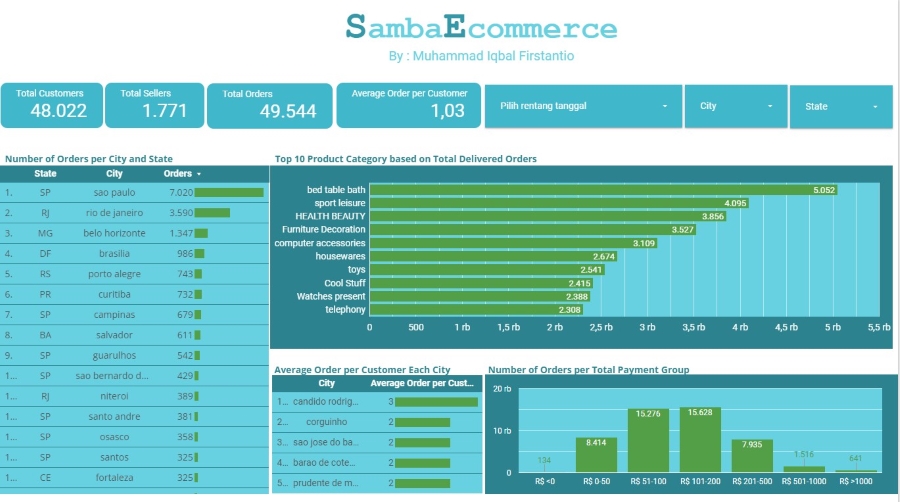 SambaEcommerce
By : Muhammad Iqbal Firstantio
Total Customers
48.022
Total Sellers
1.771
Total Orders
49.544
Average Order per Customer
1,03
Pilih rentang tanggal
City
State
Number of Orders per City and State
State City Orders
1. SP sao paulo 7.020
2. RJ rio de janeiro 3.590
3. MG belo horizonte 1.347
4. DF brasilia 986
5. RS porto alegre 743
6. PR curitiba 732
7. SP campinas 679
8. BA salvador 611
9. SP guarulhos 542
1... SP sao bernardo d... 429
1... RJ niteroi 389
1... SP santo andre 381
1... SP osasco 358
1... SP santos 325
1... CE fortaleza 325
Top 10 Product Category based on Total Delivered Orders
bed table bath 5.052
sport leisure 4.095
HEALTH BEAUTY 3.856
Furniture Decoration 3.527
computer accessories 3.109
housewares 2.674
toys 2.541
Cool Stuff 2.415
Watches present 2.388
telephony 2.308
0 500 1 rb 1,5 rb 2 rb 2,5 rb 3 rb 3,5 rb 4 rb 4,5 rb 5 rb 5,5 rb
Average Order per Customer Each City
City Average Order per Cust...
1... candido rodrig... 3
2... corguinho 2
3... sao jose do ba... 2
4... barao de cote... 2
5... prudente de m... 2
Number of Orders per Total Payment Group
20 rb
10 rb
0
134 8.414 15.276 15.628 7.935 1.516 641
R$ <0 R$ 0-50 R$ 51-100 R$ 101-200 R$ 201-500 R$ 501-1000 R$ >1000